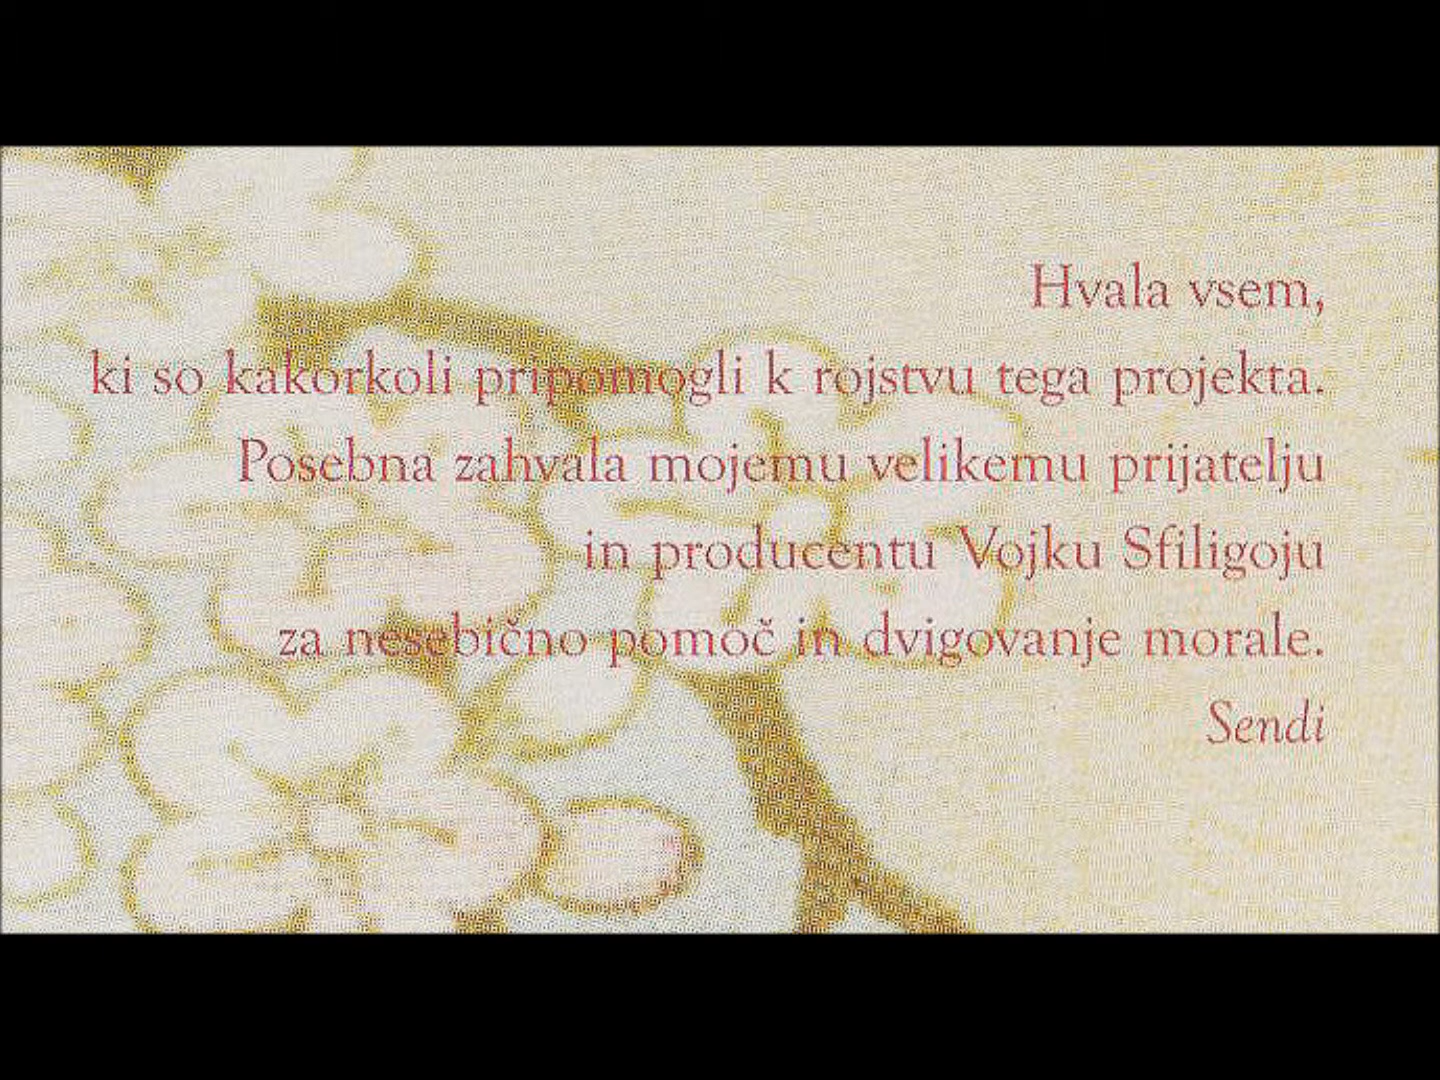 Hvala vsem,
ki so kakorkoli pripomogli k rojstvu tega projekta.
Posebna zahvala mojemu velikemu prijatelju
in producentu Vojku Sfiligoju
za nesebično pomoč in dvigovanje morale.
Sendi